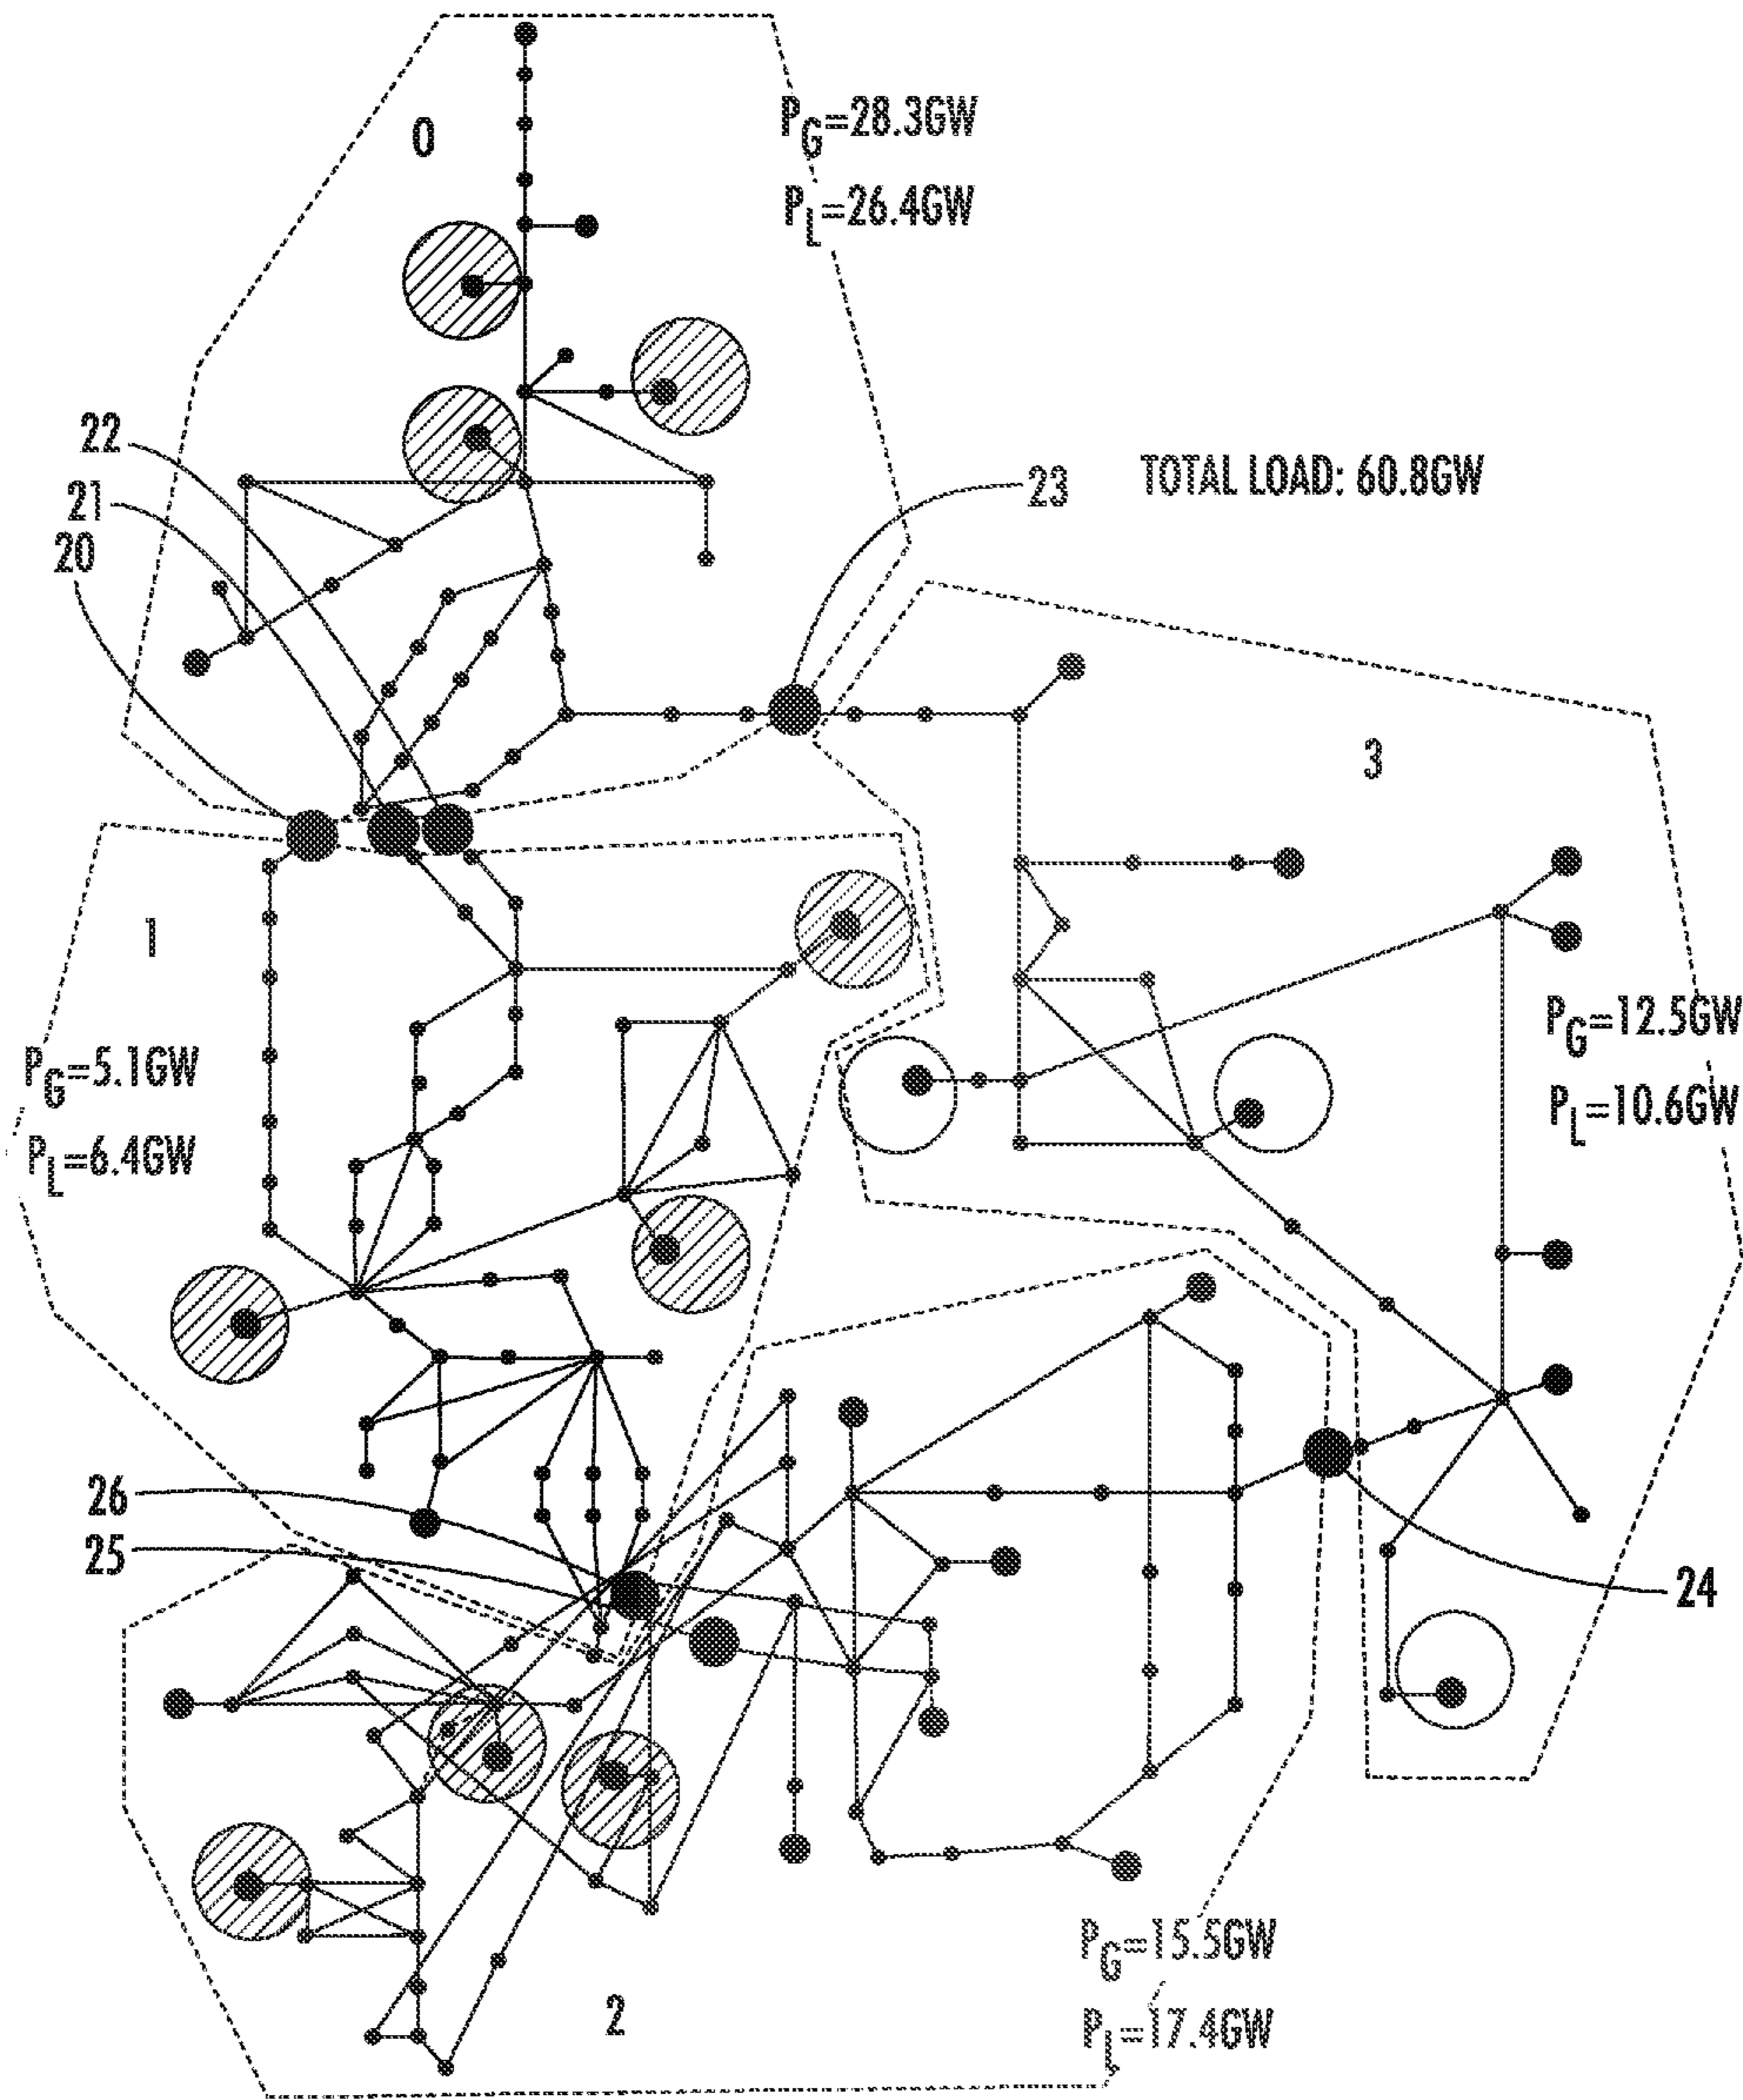 0
P_G=28.3GW
P_L=26.4GW
22
21
20
23
TOTAL LOAD: 60.8GW
3
1
P_G=5.1GW
P_L=6.4GW
P_G=12.5GW
P_L=10.6GW
26
25
24
P_G=15.5GW
P_L=17.4GW
2